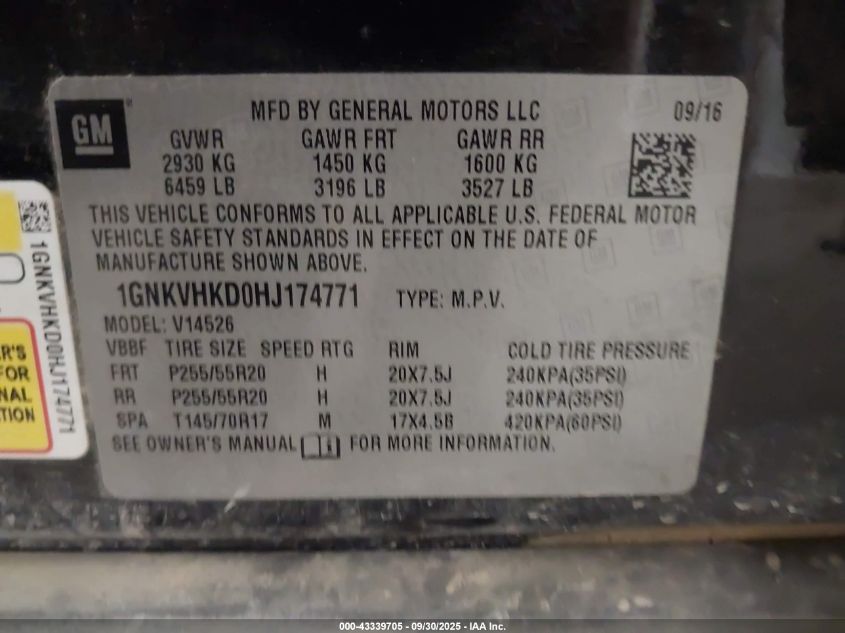 GM
MFD BY GENERAL MOTORS LLC 09/16
GVWR GAWR FRT GAWR RR
2930 KG 1450 KG 1600 KG
6459 LB 3196 LB 3527 LB
THIS VEHICLE CONFORMS TO ALL APPLICABLE U.S. FEDERAL MOTOR
VEHICLE SAFETY STANDARDS IN EFFECT ON THE DATE OF
MANUFACTURE SHOWN ABOVE.
1GNKVHKD0HJ174771 TYPE: M.P.V.
MODEL: V14526
VBBF TIRE SIZE SPEED RTG RIM COLD TIRE PRESSURE
FRT P255/55R20 H 20X7.5J 240KPA(35PSI)
RR P255/55R20 H 20X7.5J 240KPA(35PSI)
SPA T145/70R17 M 17X4.5B 420KPA(60PSI)
SEE OWNER'S MANUAL FOR MORE INFORMATION.
1GNKVHKD0HJ174771
ER'S
FOR
NAL
TION
000-43339705 - 09/30/2025 - IAA Inc.